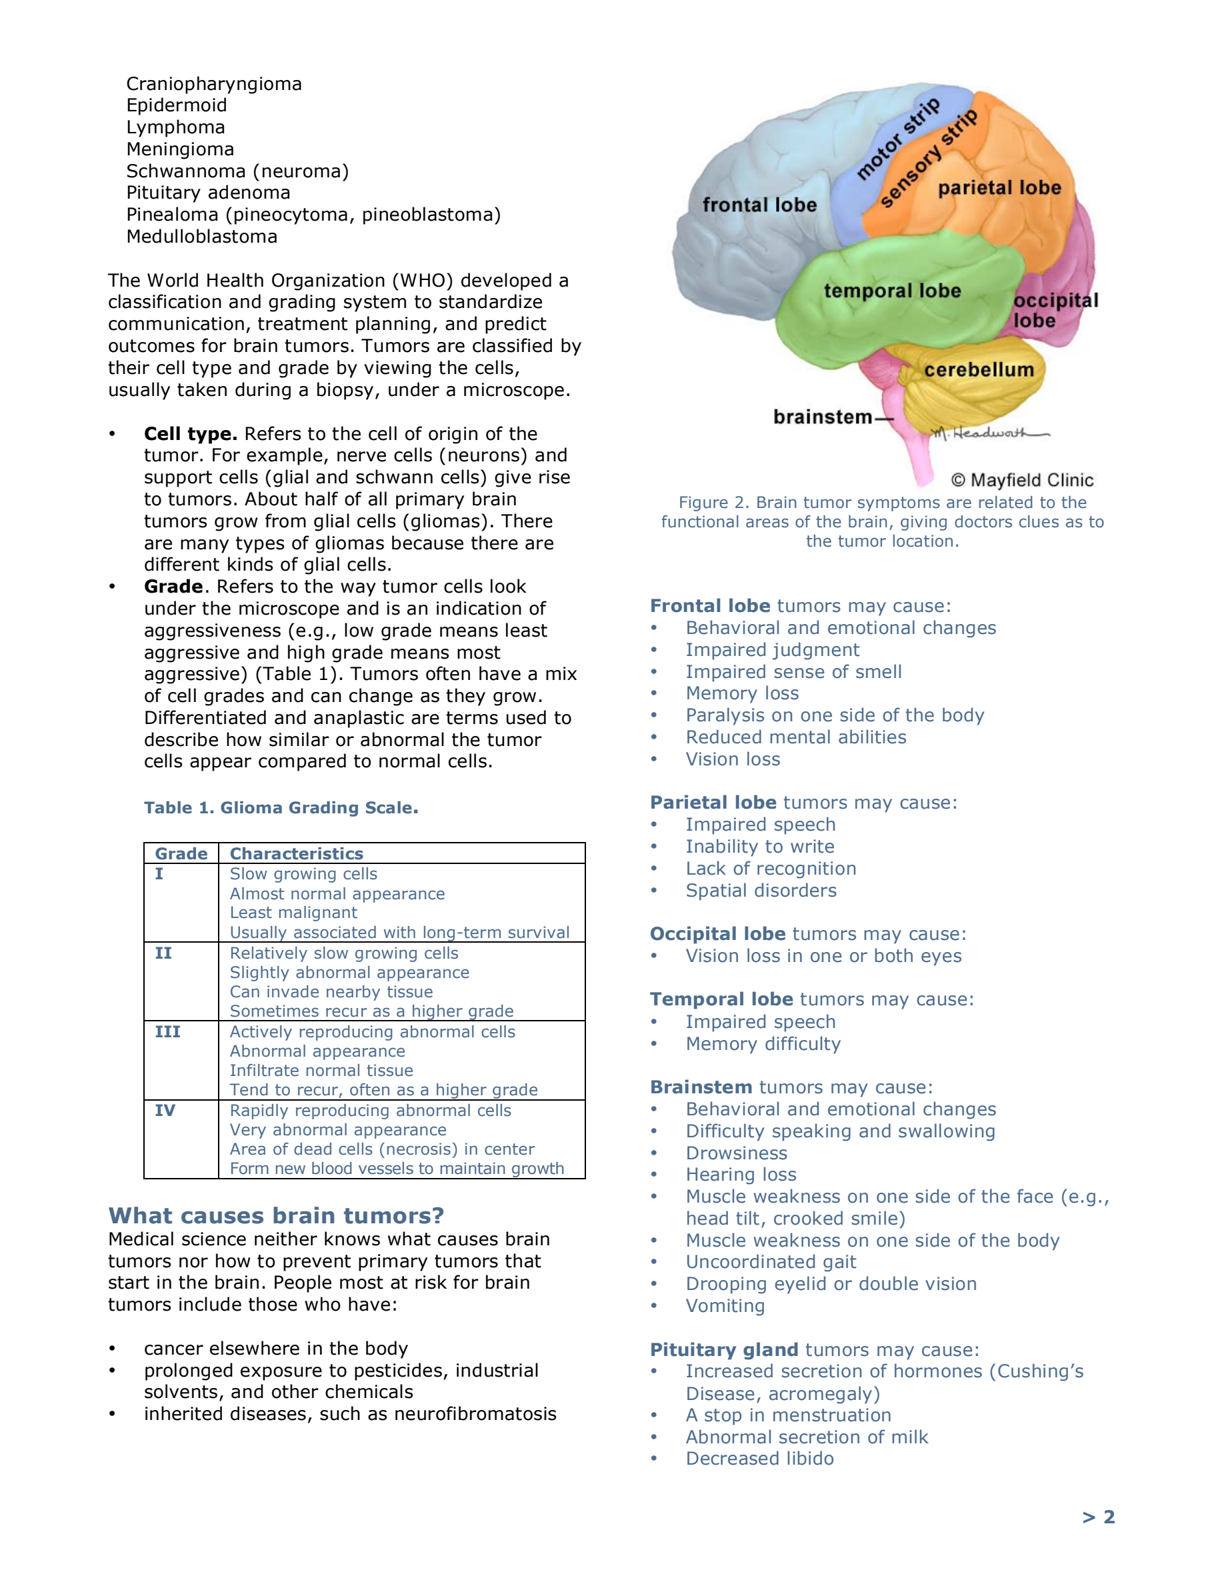 Craniopharyngioma
Epidermoid
Lymphoma
Meningioma
Schwannoma (neuroma)
Pituitary adenoma
Pinealoma (pineocytoma, pineoblastoma)
Medulloblastoma
The World Health Organization (WHO) developed a
classification and grading system to standardize
communication, treatment planning, and predict
outcomes for brain tumors. Tumors are classified by
their cell type and grade by viewing the cells,
usually taken during a biopsy, under a microscope.
• Cell type. Refers to the cell of origin of the
tumor. For example, nerve cells (neurons) and
support cells (glial and schwann cells) give rise
to tumors. About half of all primary brain
tumors grow from glial cells (gliomas). There
are many types of gliomas because there are
different kinds of glial cells.
• Grade. Refers to the way tumor cells look
under the microscope and is an indication of
aggressiveness (e.g., low grade means least
aggressive and high grade means most
aggressive) (Table 1). Tumors often have a mix
of cell grades and can change as they grow.
Differentiated and anaplastic are terms used to
describe how similar or abnormal the tumor
cells appear compared to normal cells.
Table 1. Glioma Grading Scale.
Grade Characteristics
I Slow growing cells
Almost normal appearance
Least malignant
Usually associated with long-term survival
II Relatively slow growing cells
Slightly abnormal appearance
Can invade nearby tissue
Sometimes recur as a higher grade
III Actively reproducing abnormal cells
Abnormal appearance
Infiltrate normal tissue
Tend to recur, often as a higher grade
IV Rapidly reproducing abnormal cells
Very abnormal appearance
Area of dead cells (necrosis) in center
Form new blood vessels to maintain growth
What causes brain tumors?
Medical science neither knows what causes brain
tumors nor how to prevent primary tumors that
start in the brain. People most at risk for brain
tumors include those who have:
• cancer elsewhere in the body
• prolonged exposure to pesticides, industrial
solvents, and other chemicals
• inherited diseases, such as neurofibromatosis
motor strip
sensory strip
parietal lobe
frontal lobe
temporal lobe
occipital
lobe
cerebellum
brainstem
M. Headworth
© Mayfield Clinic
Figure 2. Brain tumor symptoms are related to the
functional areas of the brain, giving doctors clues as to
the tumor location.
Frontal lobe tumors may cause:
• Behavioral and emotional changes
• Impaired judgment
• Impaired sense of smell
• Memory loss
• Paralysis on one side of the body
• Reduced mental abilities
• Vision loss
Parietal lobe tumors may cause:
• Impaired speech
• Inability to write
• Lack of recognition
• Spatial disorders
Occipital lobe tumors may cause:
• Vision loss in one or both eyes
Temporal lobe tumors may cause:
• Impaired speech
• Memory difficulty
Brainstem tumors may cause:
• Behavioral and emotional changes
• Difficulty speaking and swallowing
• Drowsiness
• Hearing loss
• Muscle weakness on one side of the face (e.g.,
head tilt, crooked smile)
• Muscle weakness on one side of the body
• Uncoordinated gait
• Drooping eyelid or double vision
• Vomiting
Pituitary gland tumors may cause:
• Increased secretion of hormones (Cushing’s
Disease, acromegaly)
• A stop in menstruation
• Abnormal secretion of milk
• Decreased libido
> 2